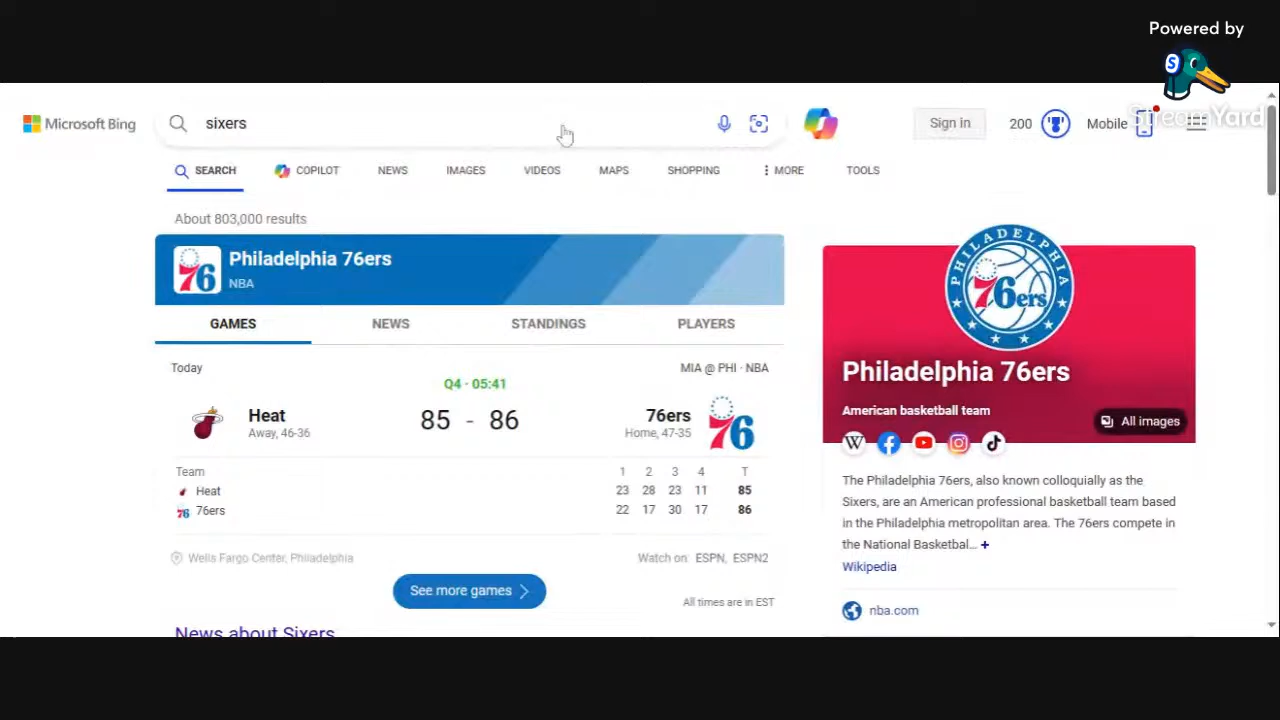 Powered by
StreamYard
Microsoft Bing
sixers
Sign in
200
Mobile
SEARCH
COPILOT
NEWS
IMAGES
VIDEOS
MAPS
SHOPPING
MORE
TOOLS
About 803,000 results
Philadelphia 76ers
NBA
GAMES
NEWS
STANDINGS
PLAYERS
Today
MIA @ PHI · NBA
Q4 · 05:41
Heat
Away, 46-36
85 - 86
76ers
Home, 47-35
76
Team 1 2 3 4 T
Heat 23 28 23 11 85
76ers 22 17 30 17 86
Wells Fargo Center, Philadelphia
Watch on: ESPN, ESPN2
See more games
All times are in EST
News about Sixers
PHILADELPHIA
76ers
Philadelphia 76ers
American basketball team
All images
The Philadelphia 76ers, also known colloquially as the
Sixers, are an American professional basketball team based
in the Philadelphia metropolitan area. The 76ers compete in
the National Basketbal... +
Wikipedia
nba.com